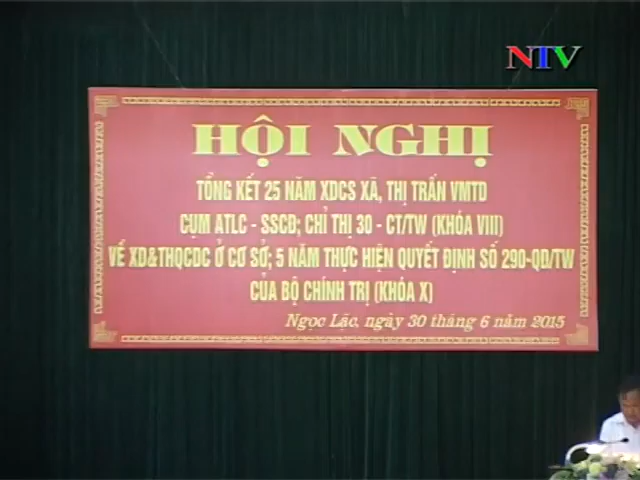 NTV
HỘI NGHỊ
TỔNG KẾT 25 NĂM XDCS XÃ, THỊ TRẤN VMTD
CỤM ATLC - SSCĐ; CHỈ THỊ 30 - CT/TW (KHÓA VIII)
VỀ XD&THQCDC Ở CƠ SỞ; 5 NĂM THỰC HIỆN QUYẾT ĐỊNH SỐ 290-QĐ/TW
CỦA BỘ CHÍNH TRỊ (KHÓA X)
Ngọc Lặc, ngày 30 tháng 6 năm 2015